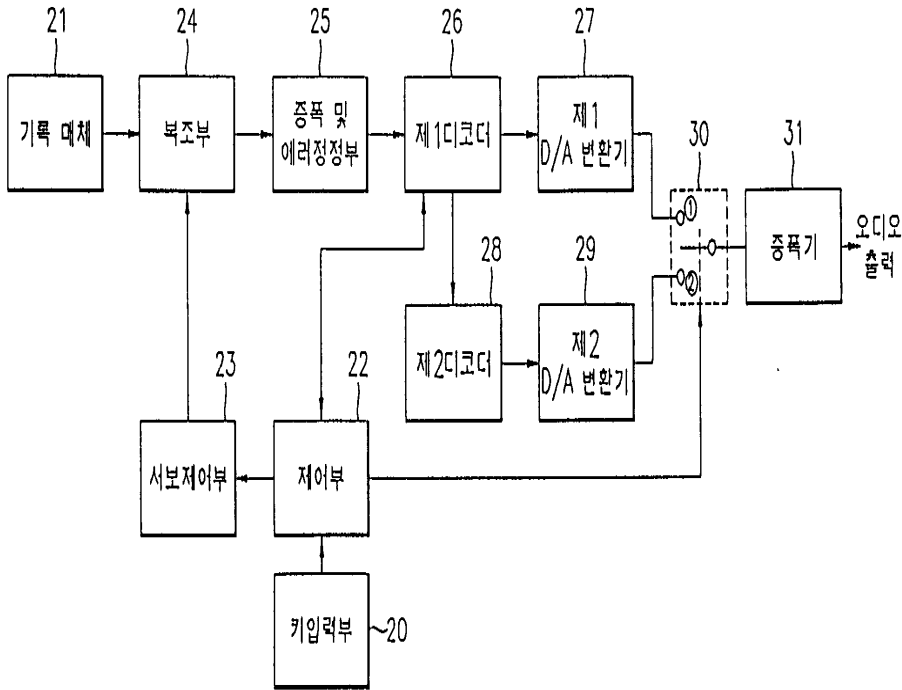 21
24
25
26
27
기록 매체
복조부
증폭 및
에러정정부
제1디코더
제1
D/A 변환기
30
31
①
②
증폭기
오디오
출력
28
29
제2디코더
제2
D/A 변환기
23
22
서보제어부
제어부
키입력부
20